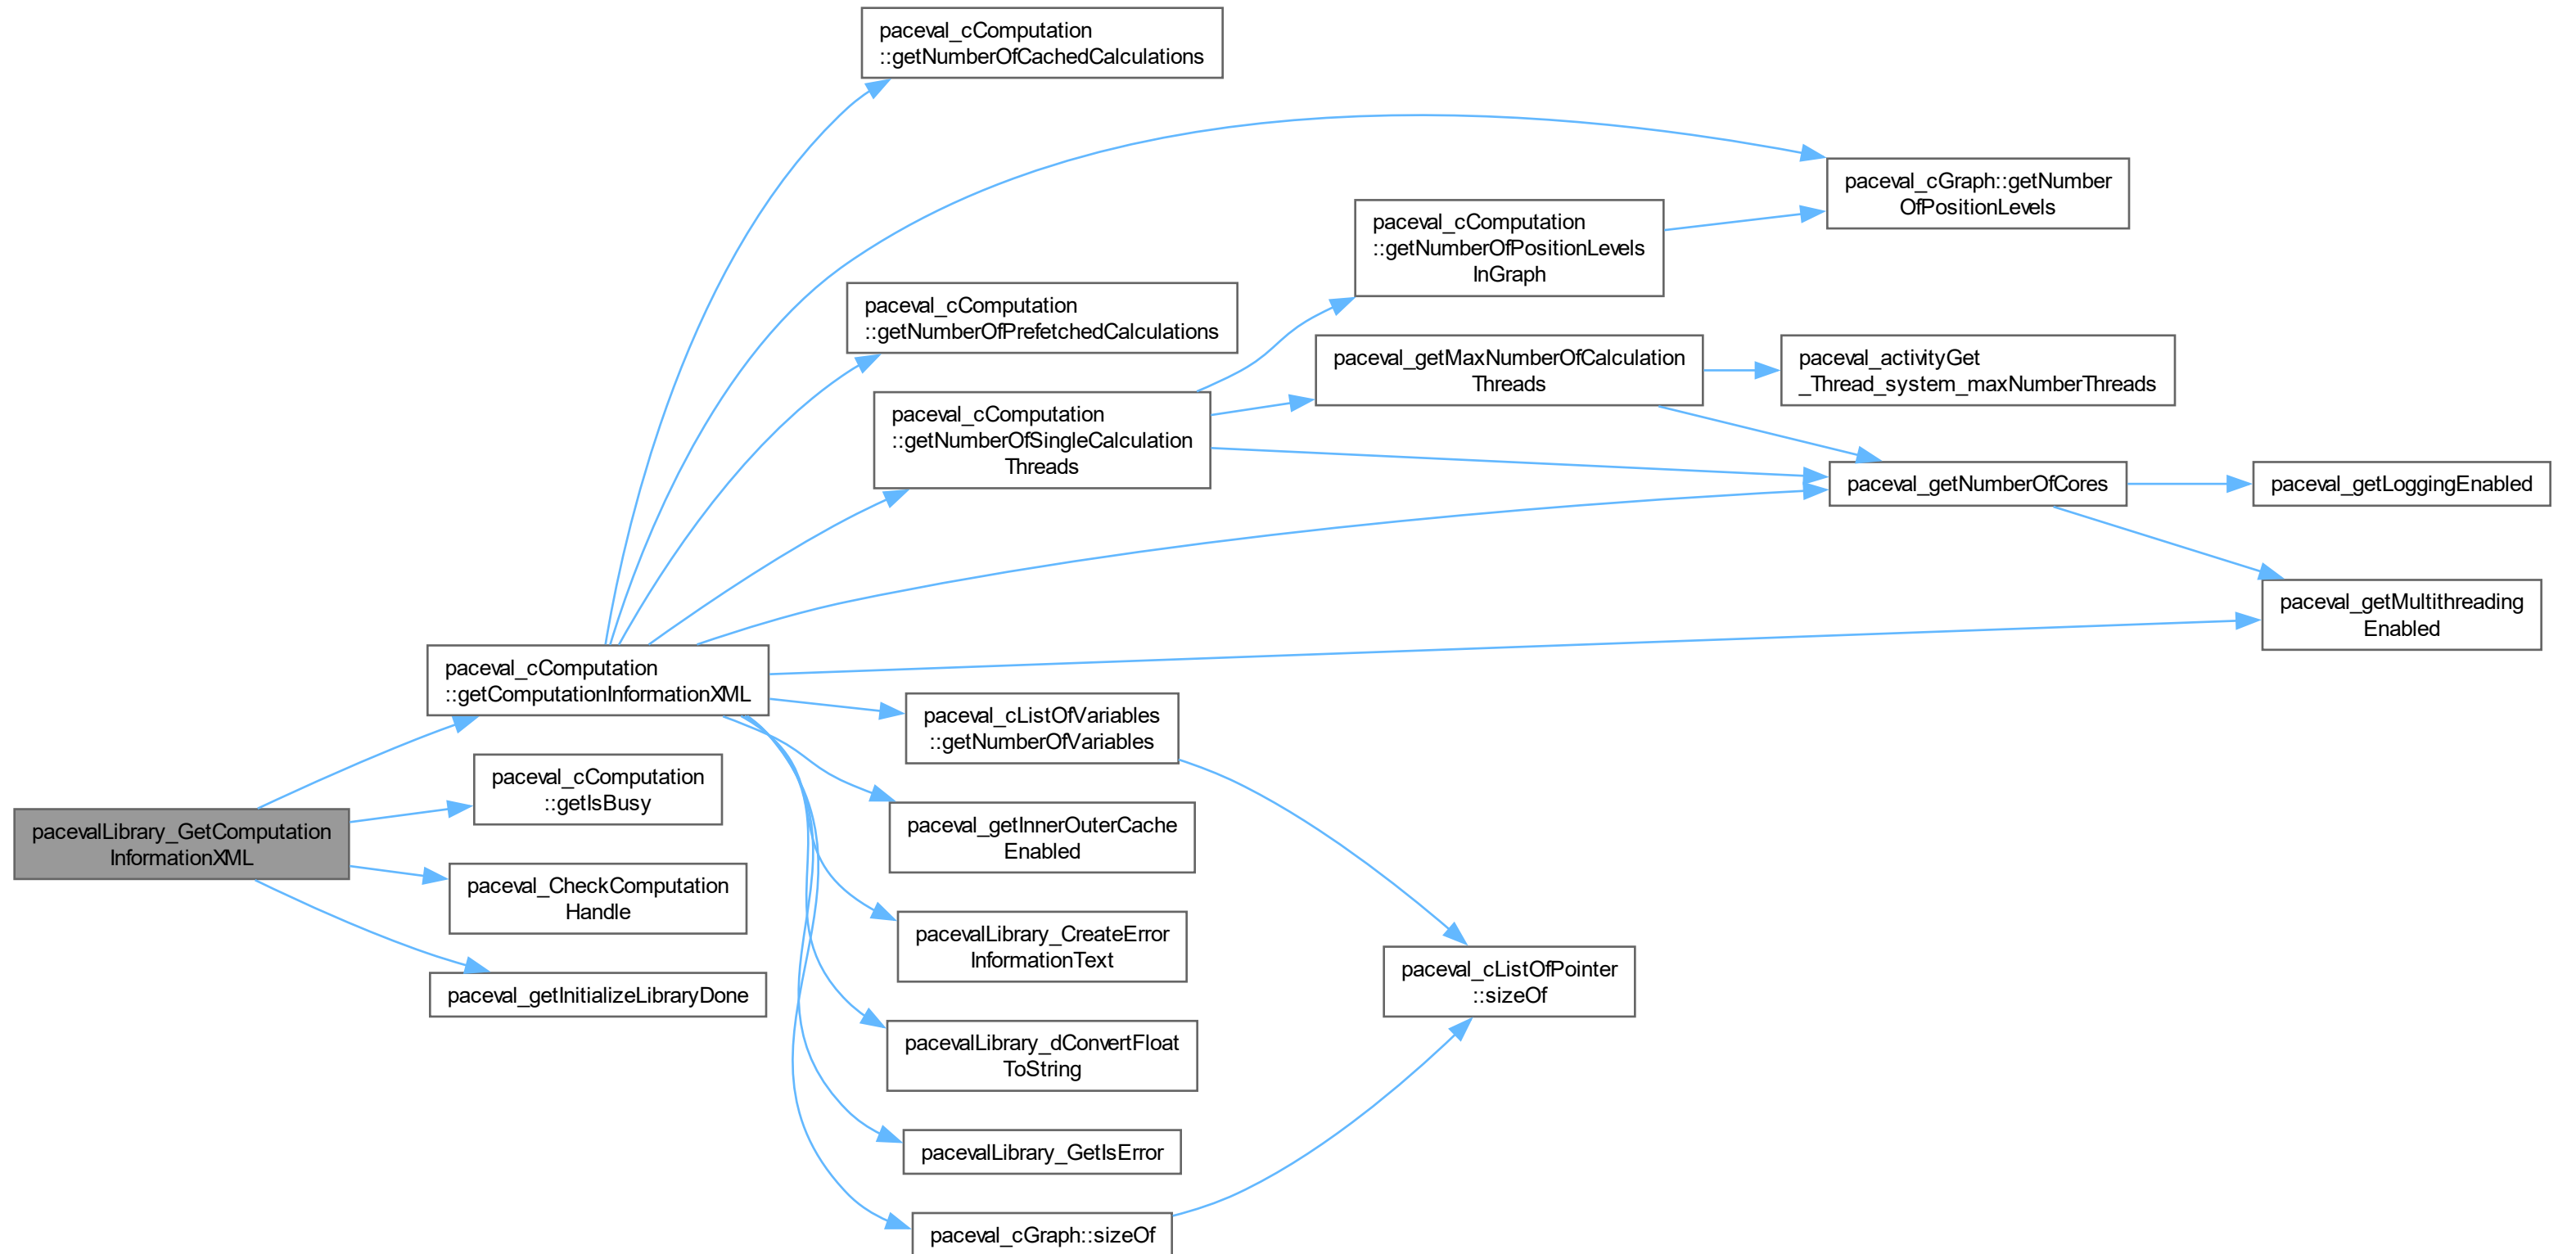 paceval_cComputation
::getNumberOfCachedCalculations
paceval_cGraph::getNumber
OfPositionLevels
paceval_cComputation
::getNumberOfPositionLevels
InGraph
paceval_cComputation
::getNumberOfPrefetchedCalculations
paceval_getMaxNumberOfCalculation
Threads
paceval_activityGet
_Thread_system_maxNumberThreads
paceval_cComputation
::getNumberOfSingleCalculation
Threads
paceval_getNumberOfCores
paceval_getLoggingEnabled
paceval_getMultithreading
Enabled
paceval_cComputation
::getComputationInformationXML
paceval_cListOfVariables
::getNumberOfVariables
paceval_cComputation
::getIsBusy
pacevalLibrary_GetComputation
InformationXML
paceval_getInnerOuterCache
Enabled
paceval_CheckComputation
Handle
pacevalLibrary_CreateError
InformationText
paceval_cListOfPointer
::sizeOf
paceval_getInitializeLibraryDone
pacevalLibrary_dConvertFloat
ToString
pacevalLibrary_GetIsError
paceval_cGraph::sizeOf